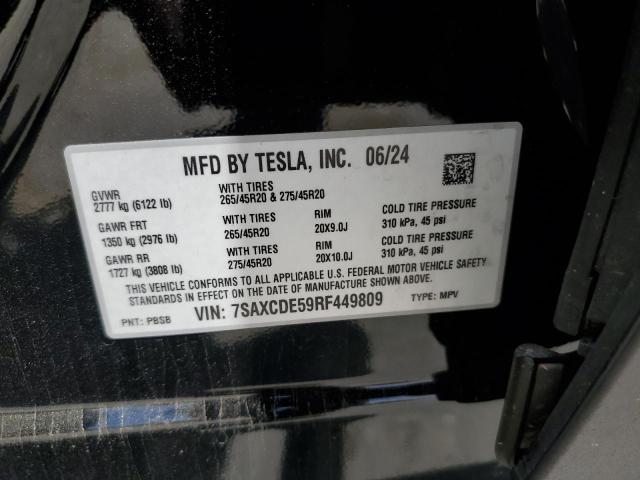 MFD BY TESLA, INC. 06/24
GVWR
2777 kg (6122 lb)
WITH TIRES
265/45R20 & 275/45R20
GAWR FRT
1350 kg (2976 lb)
WITH TIRES
265/45R20
RIM
20X9.0J
COLD TIRE PRESSURE
310 kPa, 45 psi
GAWR RR
1727 kg (3808 lb)
WITH TIRES
275/45R20
RIM
20X10.0J
COLD TIRE PRESSURE
310 kPa, 45 psi
THIS VEHICLE CONFORMS TO ALL APPLICABLE U.S. FEDERAL MOTOR VEHICLE SAFETY
STANDARDS IN EFFECT ON THE DATE OF MANUFACTURE SHOWN ABOVE.
PNT: PBSB VIN: 7SAXCDE59RF449809 TYPE: MPV